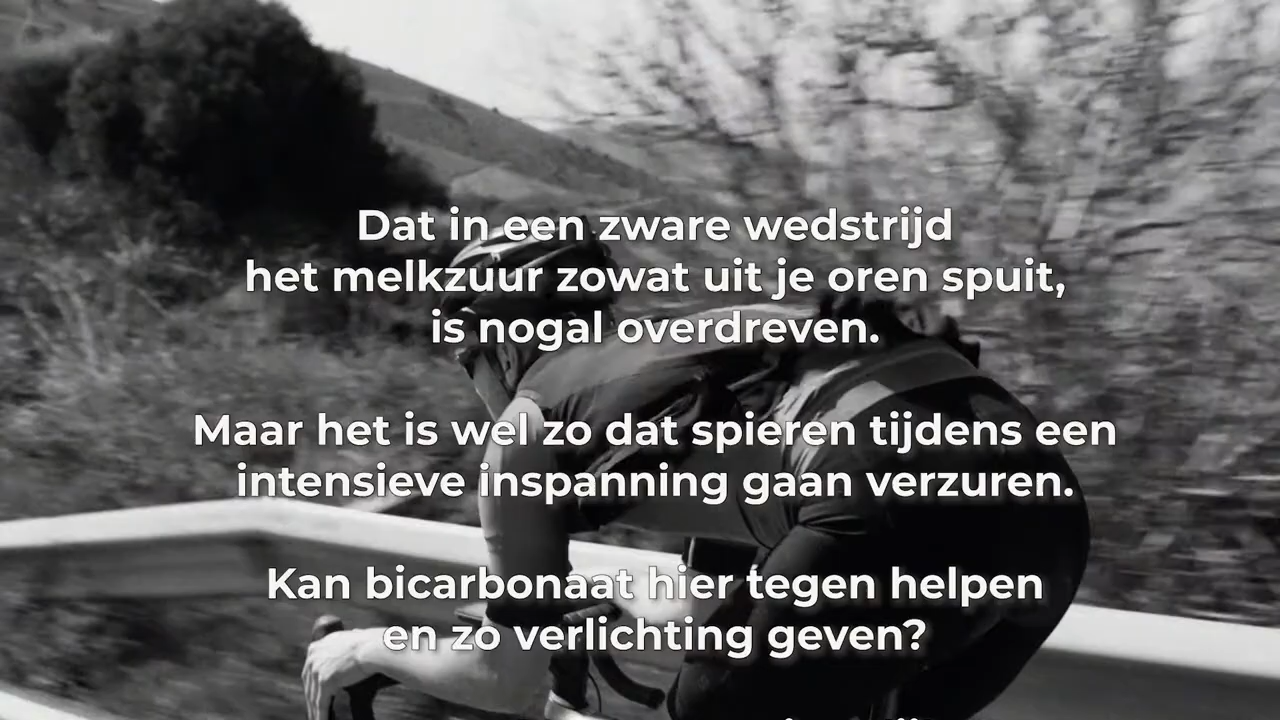 Dat in een zware wedstrijd
het melkzuur zowat uit je oren spuit,
is nogal overdreven.
Maar het is wel zo dat spieren tijdens een
intensieve inspanning gaan verzuren.
Kan bicarbonaat hier tegen helpen
en zo verlichting geven?